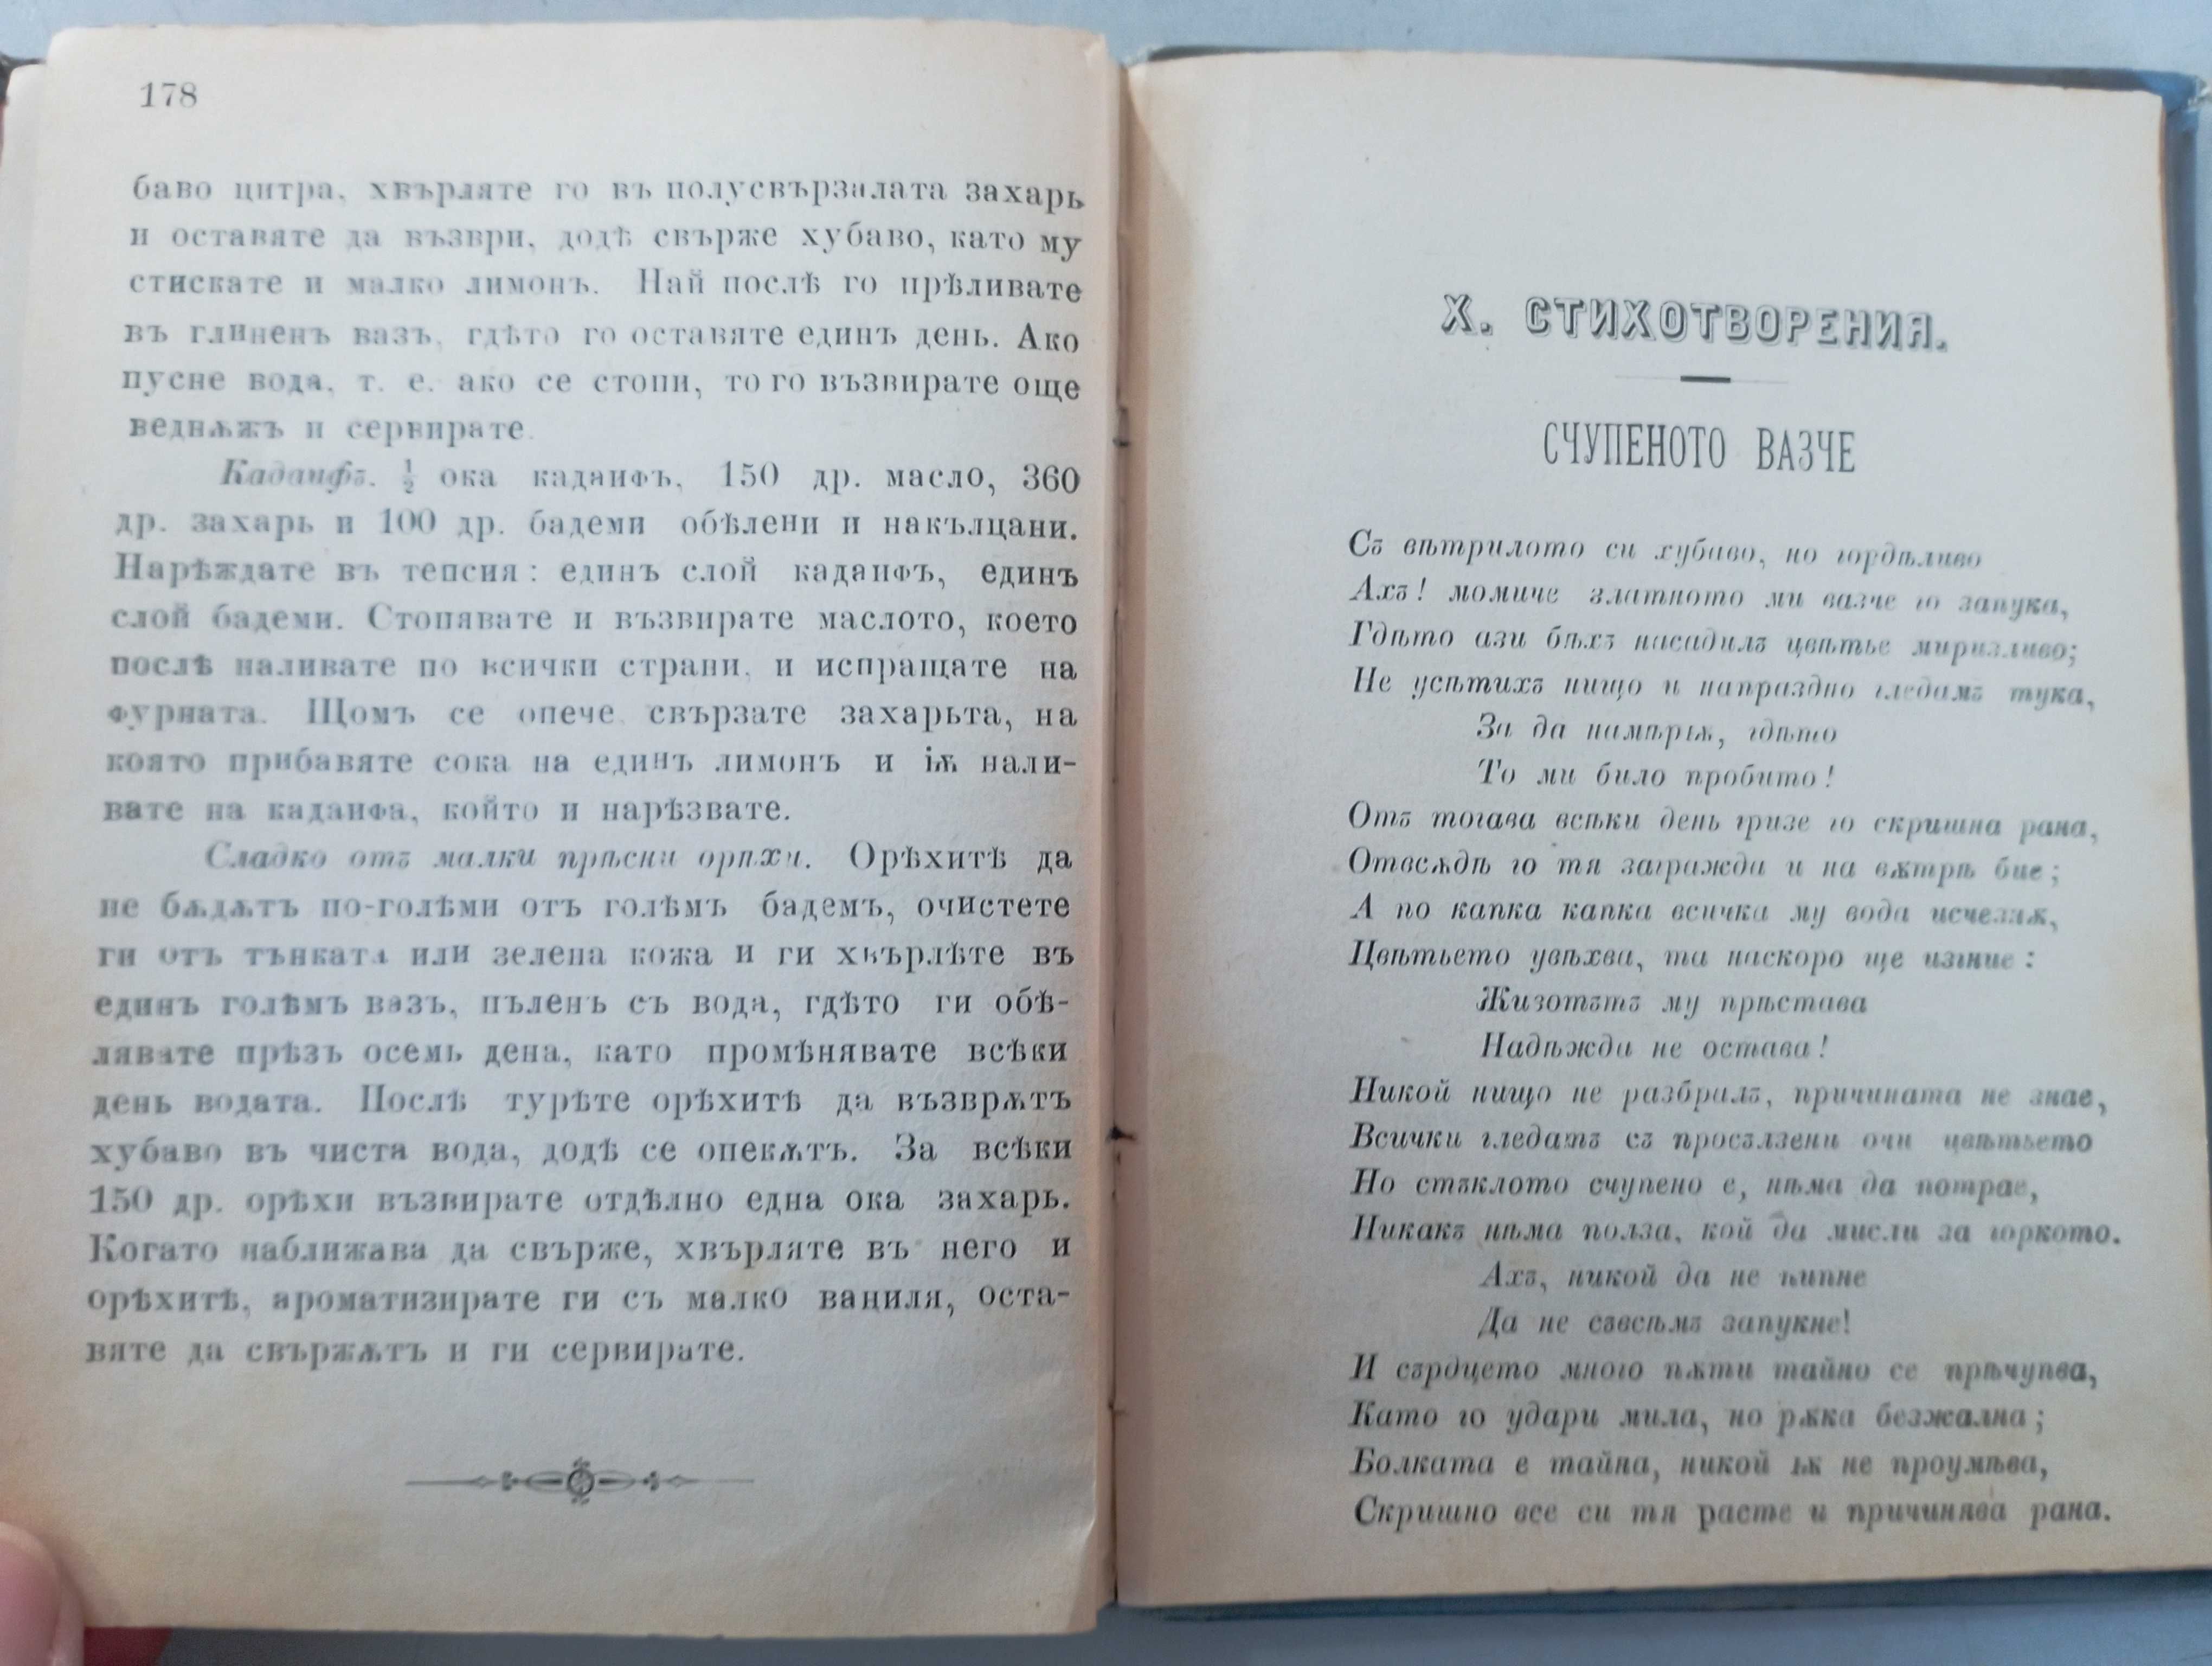 178
баво цитра, хвърляте го въ полусвързалата захарь
и оставяте да възври, додѣ свърже хубаво, като му
стискате и малко лимонъ. Най послѣ го прѣливате
въ глиненъ вазъ, гдѣто го оставяте единъ день. Ако
пусне вода, т. е. ако се стопи, то го възвирате още
веднѫжъ и сервирате.
Кадаифъ. ½ ока кадаифъ, 150 др. масло, 360
др. захарь и 100 др. бадеми обѣлени и накълцани.
Нарѣждате въ тепсия: единъ слой кадаифъ, единъ
слой бадеми. Стопявате и възвирате маслото, което
послѣ наливате по всички страни, и испращате на
фурната. Щомъ се опече свързате захарьта, на
която прибавяте сока на единъ лимонъ и ıѫ нали-
вате на кадаифа, който и нарѣзвате.
Сладко отъ малки прѣсни орѣхи. Орѣхитѣ да
не бѫдѫтъ по-голѣми отъ голѣмъ бадемъ, очистете
ги отъ тънката или зелена кожа и ги хвърлѣте въ
единъ голѣмъ вазъ, пъленъ съ вода, гдѣто ги обѣ-
лявате прѣзъ осемь дена, като промѣнявате всѣки
день водата. Послѣ турѣте орѣхитѣ да възврѫтъ
хубаво въ чиста вода, додѣ се опекѫтъ. За всѣки
150 др. орѣхи възвирате отдѣлно една ока захарь.
Когато наближава да свърже, хвърляте въ него и
орѣхитѣ, ароматизирате ги съ малко ваниля, оста-
вяте да свържѫтъ и ги сервирате.
X. СТИХОТВОРЕНИЯ.
СЧУПЕНОТО ВАЗЧЕ
Съ вѣтрилото си хубаво, но гордѣливо
Ахъ! момиче златното ми вазче го запука,
Гдѣто ази бѣхъ насадилъ цвѣтье миризливо;
Не усѣтихъ нищо и напраздно гледамъ тука,
За да намѣрıѫ, гдѣто
То ми било пробито!
Отъ тогава всѣки день гризе го скришна рана,
Отвсѫдѣ го тя загражда и на вѫтрѣ бие;
А по капка капка всичка му вода исчезаѫ,
Цвѣтьето увѣхва, та наскоро ще изгние:
Жизотътъ му прѣстава
Надѣжда не остава!
Никой нищо не разбралъ, причината не знае,
Всички гледатъ съ просълзени очи цвѣтьето
Но стъклото счупено е, нѣма да потрае,
Никакъ нѣма полза, кой да мисли за горкото.
Ахъ, никой да не пипне
Да не съвсѣмъ запукне!
И сърдцето много пѫти тайно се прѣчупва,
Като го удари мила, но рѫка безжална;
Болката е тайна, никой ıѫ не проумѣва,
Скришно все си тя расте и причинява рана.